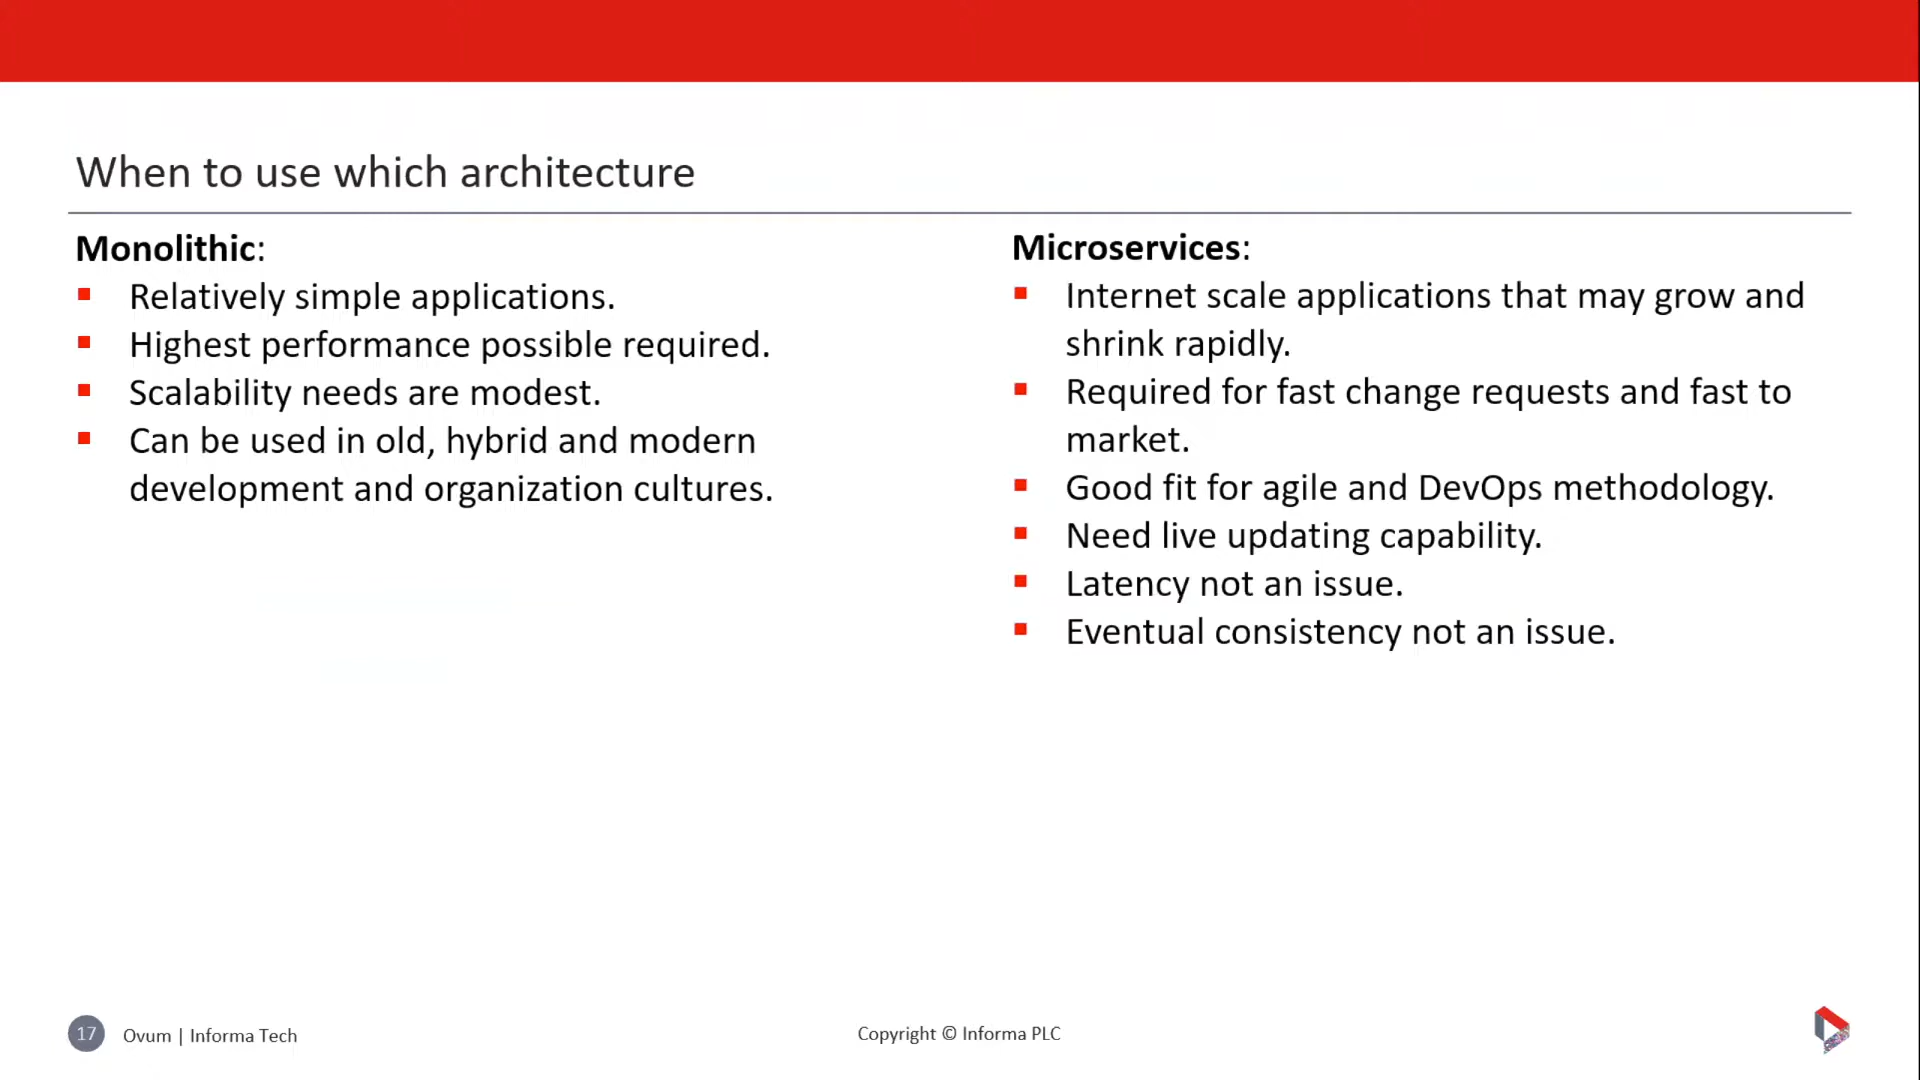 When to use which architecture
Monolithic:
▪ Relatively simple applications.
▪ Highest performance possible required.
▪ Scalability needs are modest.
▪ Can be used in old, hybrid and modern
development and organization cultures.
Microservices:
▪ Internet scale applications that may grow and
shrink rapidly.
▪ Required for fast change requests and fast to
market.
▪ Good fit for agile and DevOps methodology.
▪ Need live updating capability.
▪ Latency not an issue.
▪ Eventual consistency not an issue.
17 Ovum | Informa Tech
Copyright © Informa PLC